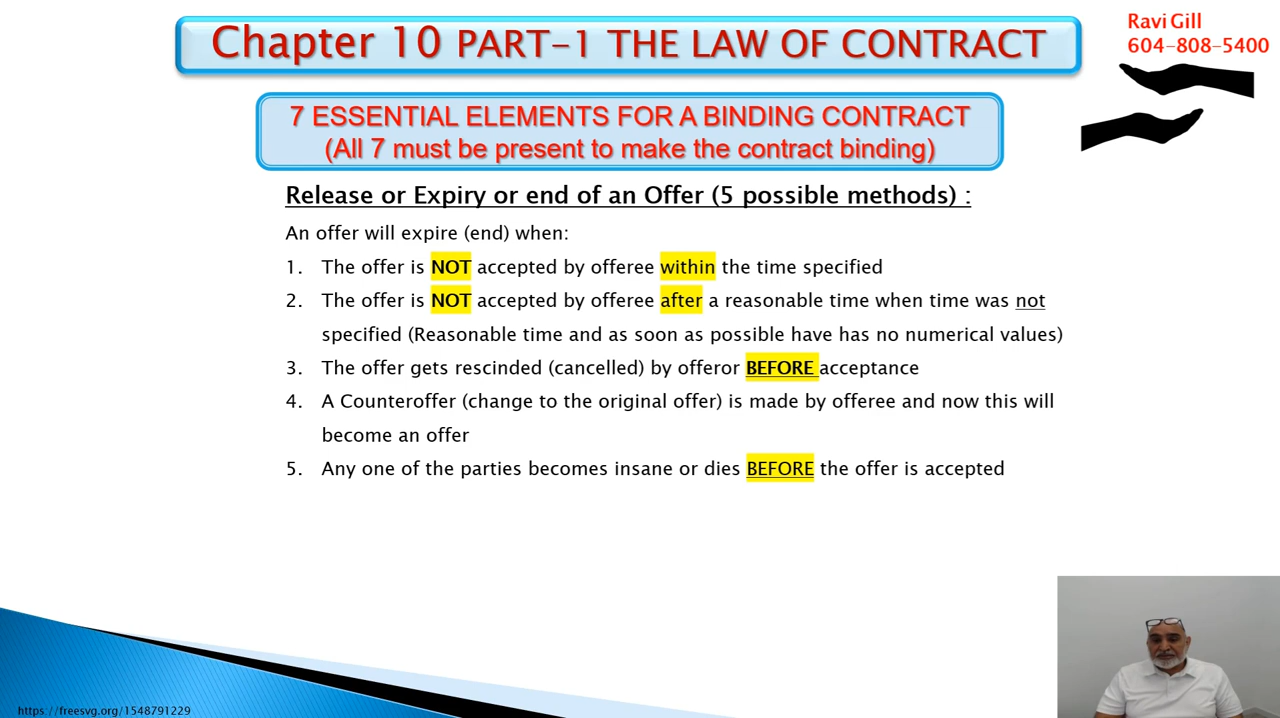 Chapter 10 PART-1 THE LAW OF CONTRACT
Ravi Gill
604-808-5400
7 ESSENTIAL ELEMENTS FOR A BINDING CONTRACT
(All 7 must be present to make the contract binding)
Release or Expiry or end of an Offer (5 possible methods) :
An offer will expire (end) when:
1. The offer is NOT accepted by offeree within the time specified
2. The offer is NOT accepted by offeree after a reasonable time when time was not
specified (Reasonable time and as soon as possible have has no numerical values)
3. The offer gets rescinded (cancelled) by offeror BEFORE acceptance
4. A Counteroffer (change to the original offer) is made by offeree and now this will
become an offer
5. Any one of the parties becomes insane or dies BEFORE the offer is accepted
https://freesvg.org/1548791229